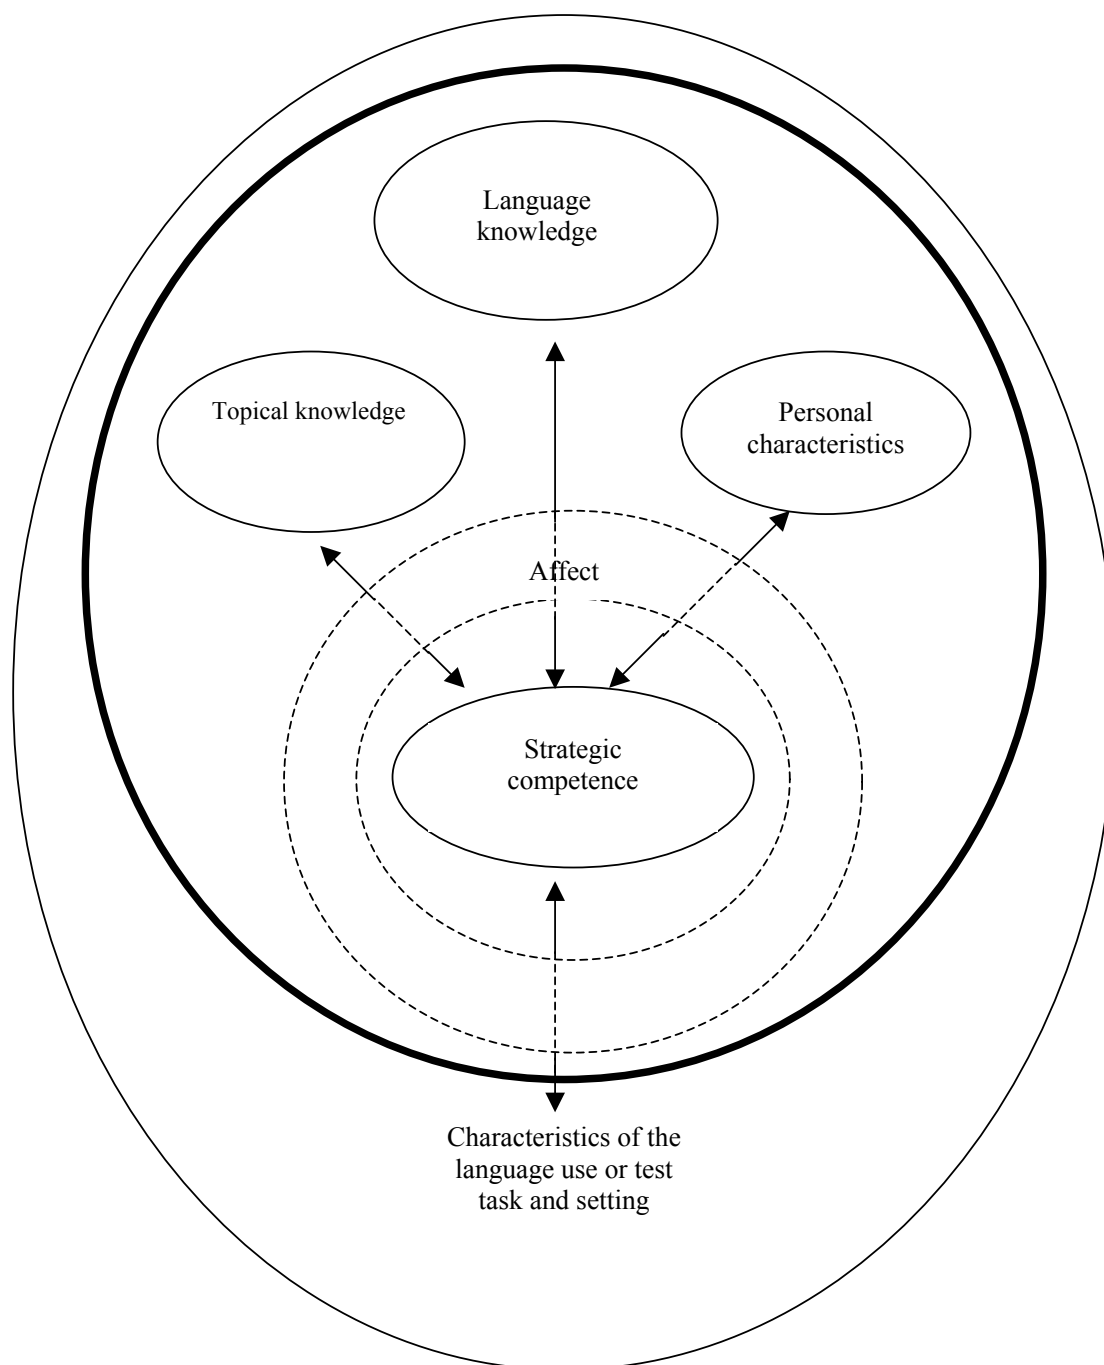 Language
knowledge
Topical knowledge
Personal
characteristics
Affect
Strategic
competence
Characteristics of the
language use or test
task and setting